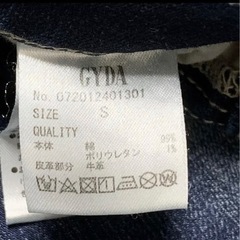 GYDA
No. 072012401301
SIZE S
QUALITY
本体 綿 99%
ポリウレタン 1%
皮革部分 牛革